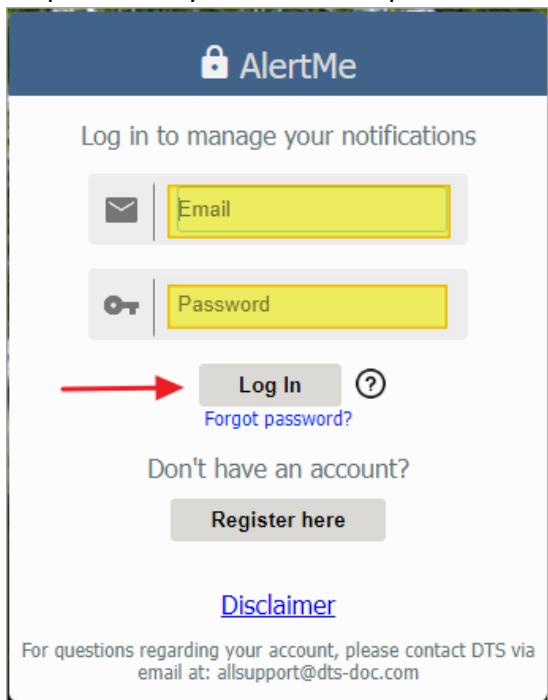 AlertMe
Log in to manage your notifications
Email
Password
Log In
Forgot password?
Don't have an account?
Register here
Disclaimer
For questions regarding your account, please contact DTS via
email at: allsupport@dts-doc.com